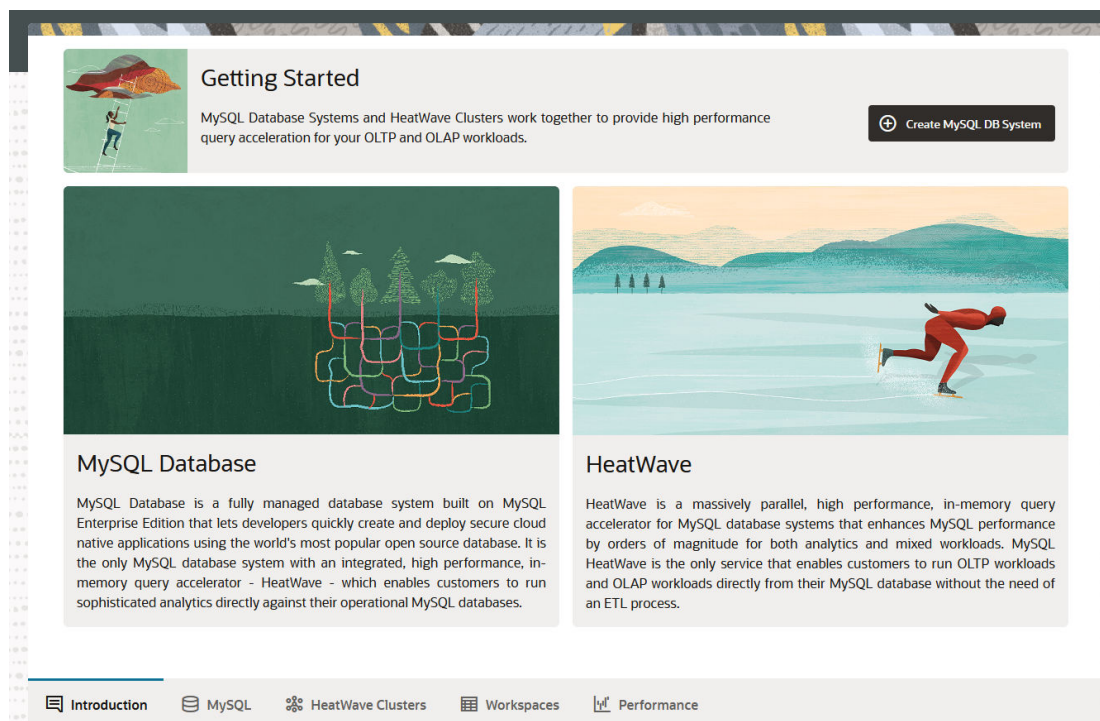 Getting Started
MySQL Database Systems and HeatWave Clusters work together to provide high performance
query acceleration for your OLTP and OLAP workloads.
Create MySQL DB System
MySQL Database
MySQL Database is a fully managed database system built on MySQL
Enterprise Edition that lets developers quickly create and deploy secure cloud
native applications using the world's most popular open source database. It is
the only MySQL database system with an integrated, high performance, in-
memory query accelerator - HeatWave - which enables customers to run
sophisticated analytics directly against their operational MySQL databases.
HeatWave
HeatWave is a massively parallel, high performance, in-memory query
accelerator for MySQL database systems that enhances MySQL performance
by orders of magnitude for both analytics and mixed workloads. MySQL
HeatWave is the only service that enables customers to run OLTP workloads
and OLAP workloads directly from their MySQL database without the need of
an ETL process.
Introduction
MySQL
HeatWave Clusters
Workspaces
Performance